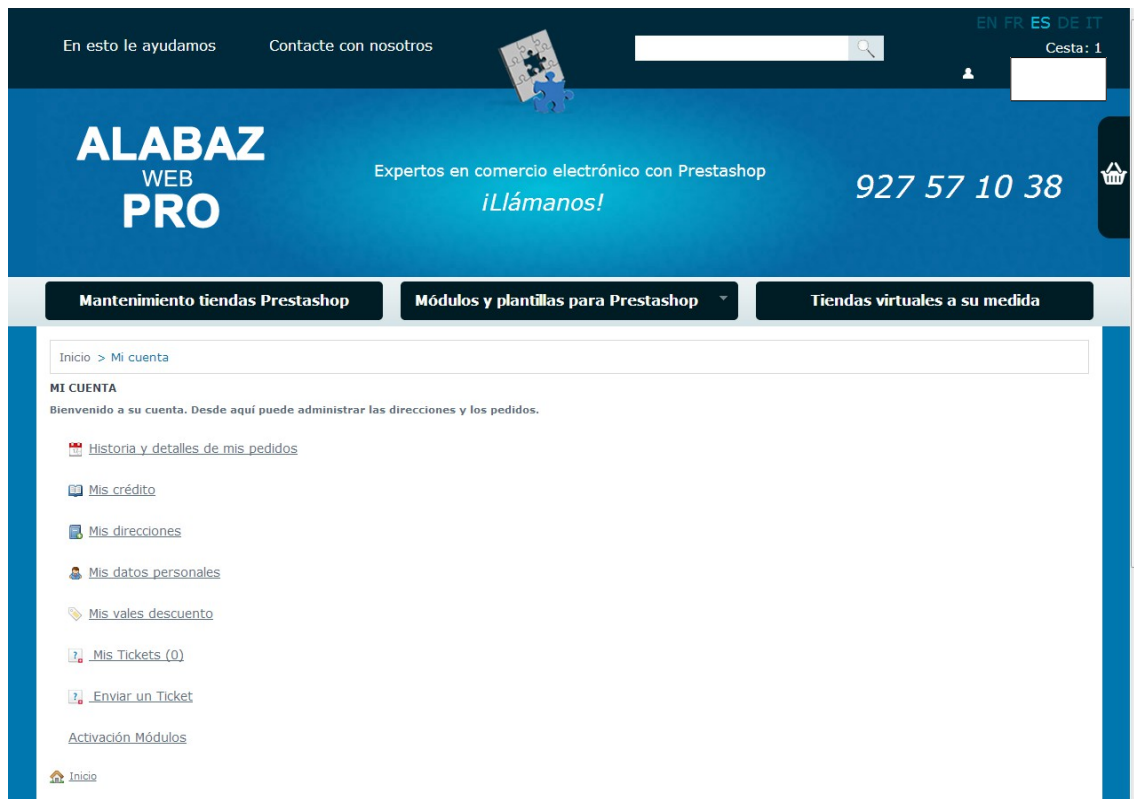 EN FR ES DE IT
En esto le ayudamos
Contacte con nosotros
Cesta: 1
ALABAZ
WEB
PRO
Expertos en comercio electrónico con Prestashop
¡Llámanos!
927 57 10 38
Mantenimiento tiendas Prestashop
Módulos y plantillas para Prestashop
Tiendas virtuales a su medida
Inicio > Mi cuenta
MI CUENTA
Bienvenido a su cuenta. Desde aquí puede administrar las direcciones y los pedidos.
Historia y detalles de mis pedidos
Mis crédito
Mis direcciones
Mis datos personales
Mis vales descuento
Mis Tickets (0)
Enviar un Ticket
Activación Módulos
Inicio